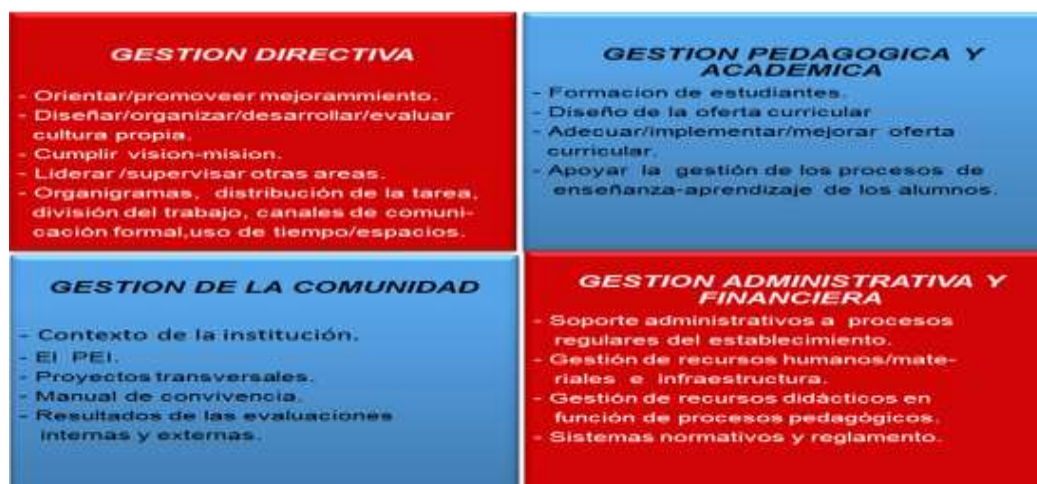 GESTION DIRECTIVA
- Orientar/promoveer mejorammiento.
- Diseñar/organizar/desarrollar/evaluar
cultura propia.
- Cumplir vision-mision.
- Liderar /supervisar otras areas.
- Organigramas, distribución de la tarea,
división del trabajo, canales de comuni-
cación formal,uso de tiempo/espacios.
GESTION PEDAGOGICA Y
ACADEMICA
- Formacion de estudiantes.
- Diseño de la oferta curricular
- Adecuar/implementar/mejorar oferta
curricular.
- Apoyar la gestión de los procesos de
enseñanza-aprendizaje de los alumnos.
GESTION DE LA COMUNIDAD
- Contexto de la institución.
- El PEI.
- Proyectos transversales.
- Manual de convivencia.
- Resultados de las evaluaciones
internas y externas.
GESTION ADMINISTRATIVA Y
FINANCIERA
- Soporte administrativos a procesos
regulares del establecimiento.
- Gestión de recursos humanos/mate-
riales e infraestructura.
- Gestión de recursos didácticos en
función de procesos pedagógicos.
- Sistemas normativos y reglamento.